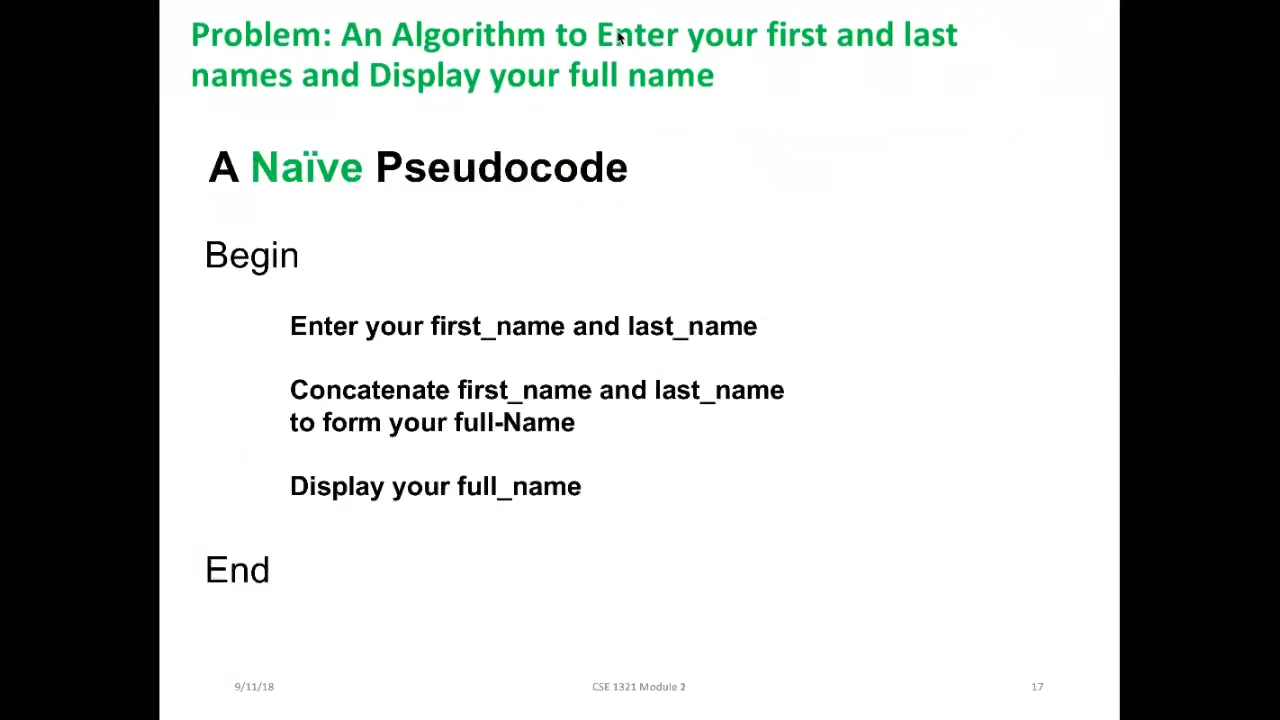 Problem: An Algorithm to Enter your first and last
names and Display your full name
A Naïve Pseudocode
Begin
Enter your first_name and last_name
Concatenate first_name and last_name
to form your full-Name
Display your full_name
End
9/11/18
CSE 1321 Module 2
17